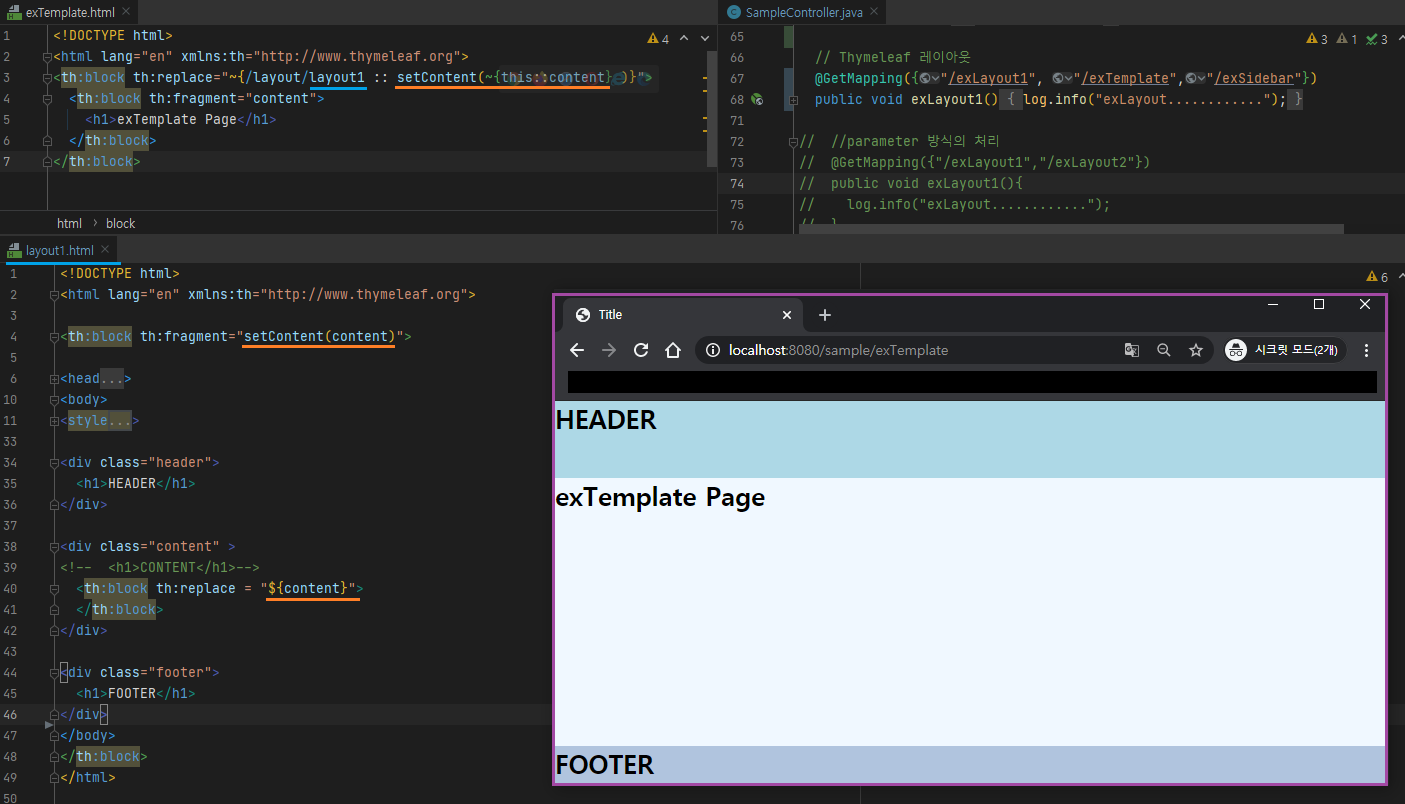 exTemplate.html
1 <!DOCTYPE html>
2 <html lang="en" xmlns:th="http://www.thymeleaf.org">
3 <th:block th:replace="~{/layout/layout1 :: setContent(~{this::content} )}">
4 <th:block th:fragment="content">
5 <h1>exTemplate Page</h1>
6 </th:block>
7 </th:block>
4
html › block
SampleController.java
65
66 // Thymeleaf 레이아웃
67 @GetMapping({"/exLayout1", "/exTemplate","/exSidebar"})
68 public void exLayout1() { log.info("exLayout............"); }
71
72 // //parameter 방식의 처리
73 // @GetMapping({"/exLayout1","/exLayout2"})
74 // public void exLayout1(){
75 // log.info("exLayout............");
76 // }
3 1 3
layout1.html
1 <!DOCTYPE html>
2 <html lang="en" xmlns:th="http://www.thymeleaf.org">
3
4 <th:block th:fragment="setContent(content)">
5
6 <head...>
10 <body>
11 <style...>
33
34 <div class="header">
35 <h1>HEADER</h1>
36 </div>
37
38 <div class="content" >
39 <!-- <h1>CONTENT</h1>-->
40 <th:block th:replace = "${content}">
41 </th:block>
42 </div>
43
44 <div class="footer">
45 <h1>FOOTER</h1>
46 </div>
47 </body>
48 </th:block>
49 </html>
50
6
Title
localhost:8080/sample/exTemplate
시크릿 모드(2개)
HEADER
exTemplate Page
FOOTER